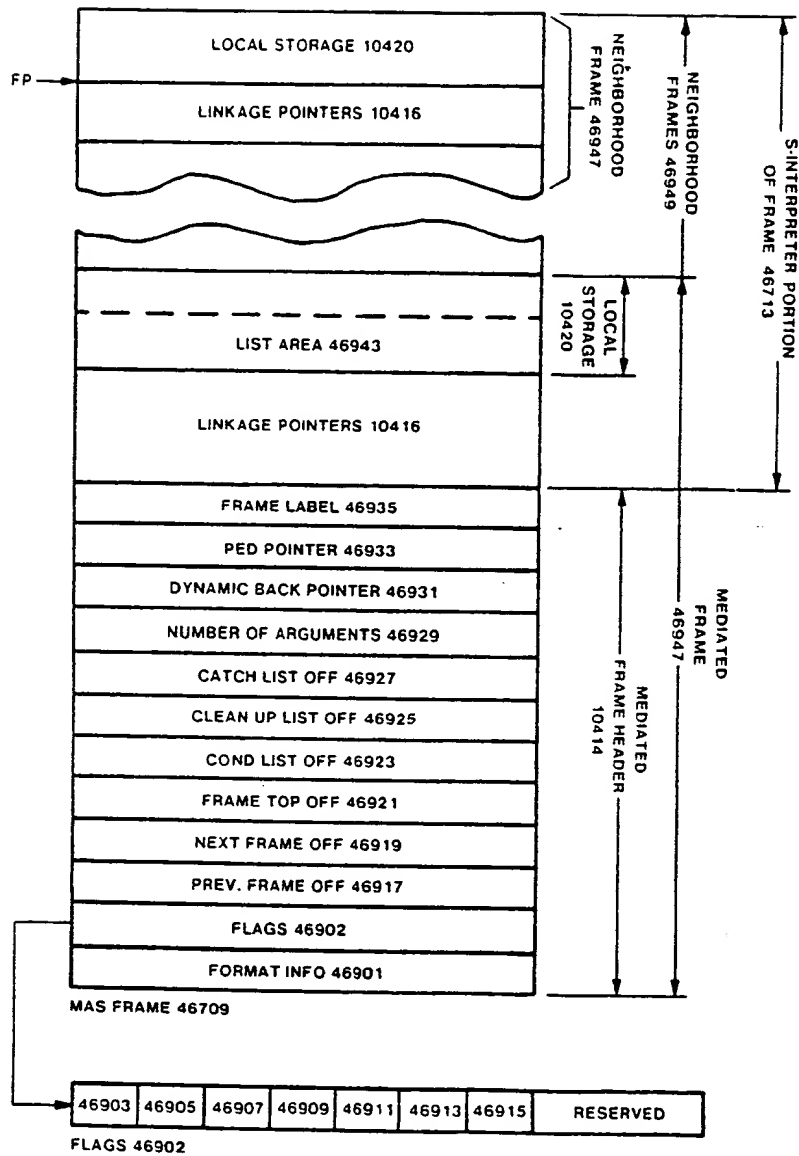 LOCAL STORAGE 10420
FP
LINKAGE POINTERS 10416
NEIGHBORHOOD
FRAME 46947
NEIGHBORHOOD
FRAMES 46949
S-INTERPRETER PORTION
OF FRAME 46713
LIST AREA 46943
LOCAL
STORAGE
10420
LINKAGE POINTERS 10416
FRAME LABEL 46935
PED POINTER 46933
DYNAMIC BACK POINTER 46931
NUMBER OF ARGUMENTS 46929
CATCH LIST OFF 46927
CLEAN UP LIST OFF 46925
COND LIST OFF 46923
FRAME TOP OFF 46921
NEXT FRAME OFF 46919
PREV. FRAME OFF 46917
FLAGS 46902
FORMAT INFO 46901
MEDIATED
FRAME HEADER
10414
MEDIATED
FRAME
46947
MAS FRAME 46709
46903 46905 46907 46909 46911 46913 46915 RESERVED
FLAGS 46902